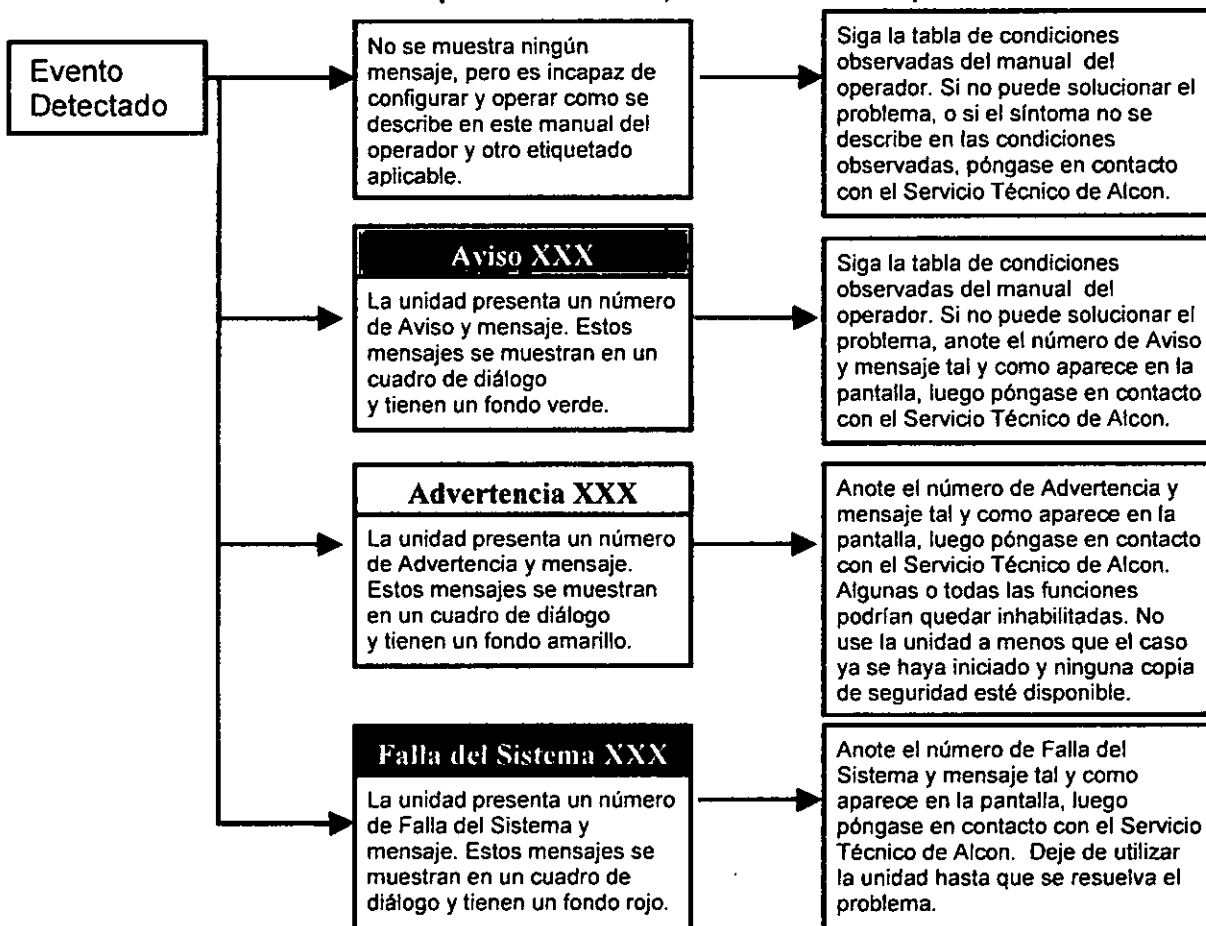 Evento
Detectado
No se muestra ningún
mensaje, pero es incapaz de
configurar y operar como se
describe en este manual del
operador y otro etiquetado
aplicable.
Siga la tabla de condiciones
observadas del manual del
operador. Si no puede solucionar el
problema, o si el síntoma no se
describe en las condiciones
observadas, póngase en contacto
con el Servicio Técnico de Alcon.
Aviso XXX
La unidad presenta un número
de Aviso y mensaje. Estos
mensajes se muestran en un
cuadro de diálogo
y tienen un fondo verde.
Siga la tabla de condiciones
observadas del manual del
operador. Si no puede solucionar el
problema, anote el número de Aviso
y mensaje tal y como aparece en la
pantalla, luego póngase en contacto
con el Servicio Técnico de Alcon.
Advertencia XXX
La unidad presenta un número
de Advertencia y mensaje.
Estos mensajes se muestran
en un cuadro de diálogo
y tienen un fondo amarillo.
Anote el número de Advertencia y
mensaje tal y como aparece en la
pantalla, luego póngase en contacto
con el Servicio Técnico de Alcon.
Algunas o todas las funciones
podrían quedar inhabilitadas. No
use la unidad a menos que el caso
ya se haya iniciado y ninguna copia
de seguridad esté disponible.
Falla del Sistema XXX
La unidad presenta un número
de Falla del Sistema y
mensaje. Estos mensajes se
muestran en un cuadro de
diálogo y tienen un fondo rojo.
Anote el número de Falla del
Sistema y mensaje tal y como
aparece en la pantalla, luego
póngase en contacto con el Servicio
Técnico de Alcon. Deje de utilizar
la unidad hasta que se resuelva el
problema.